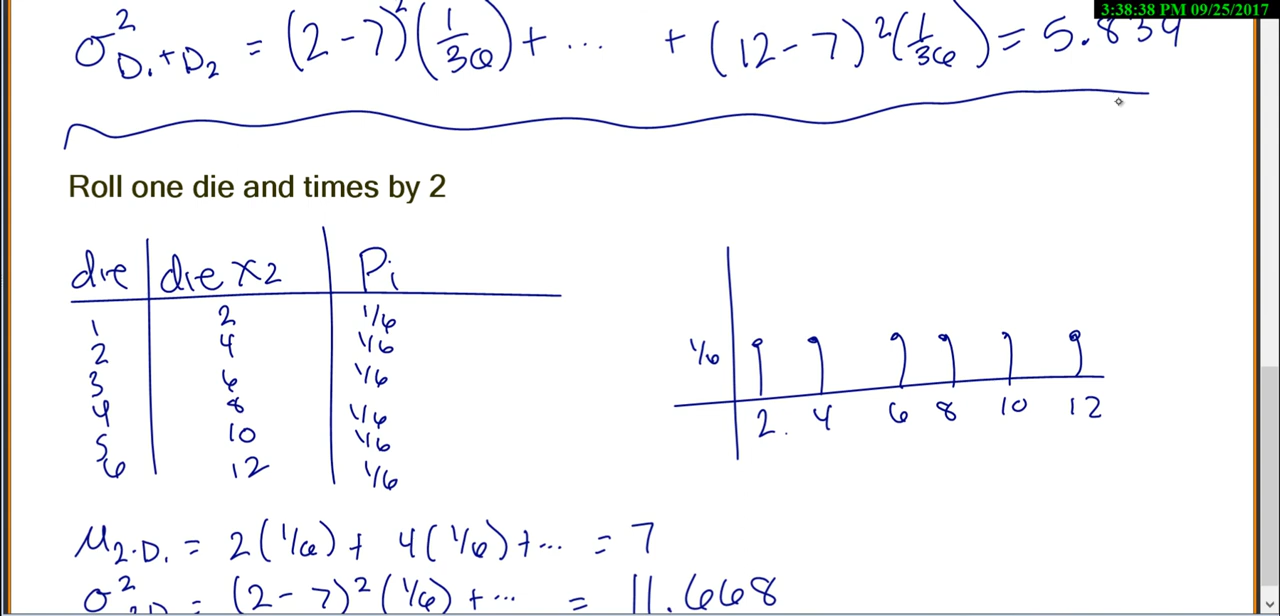 3:38:38 PM 09/25/2017
σ²D₁+D₂ = (2-7)²(1/36) + ... + (12-7)²(1/36) = 5.834
Roll one die and times by 2
die | die x2 | Pi
1 2 1/6
2 4 1/6
3 6 1/6
4 8 1/6
5 10 1/6
6 12 1/6
1/6
2. 4 6 8 10 12
μ2·D₁ = 2(1/6) + 4(1/6) + ... = 7
σ²2D = (2-7)²(1/6) + ... = 11.668